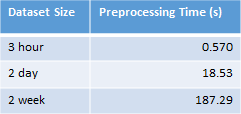 Dataset Size Preprocessing Time (s)
3 hour 0.570
2 day 18.53
2 week 187.29